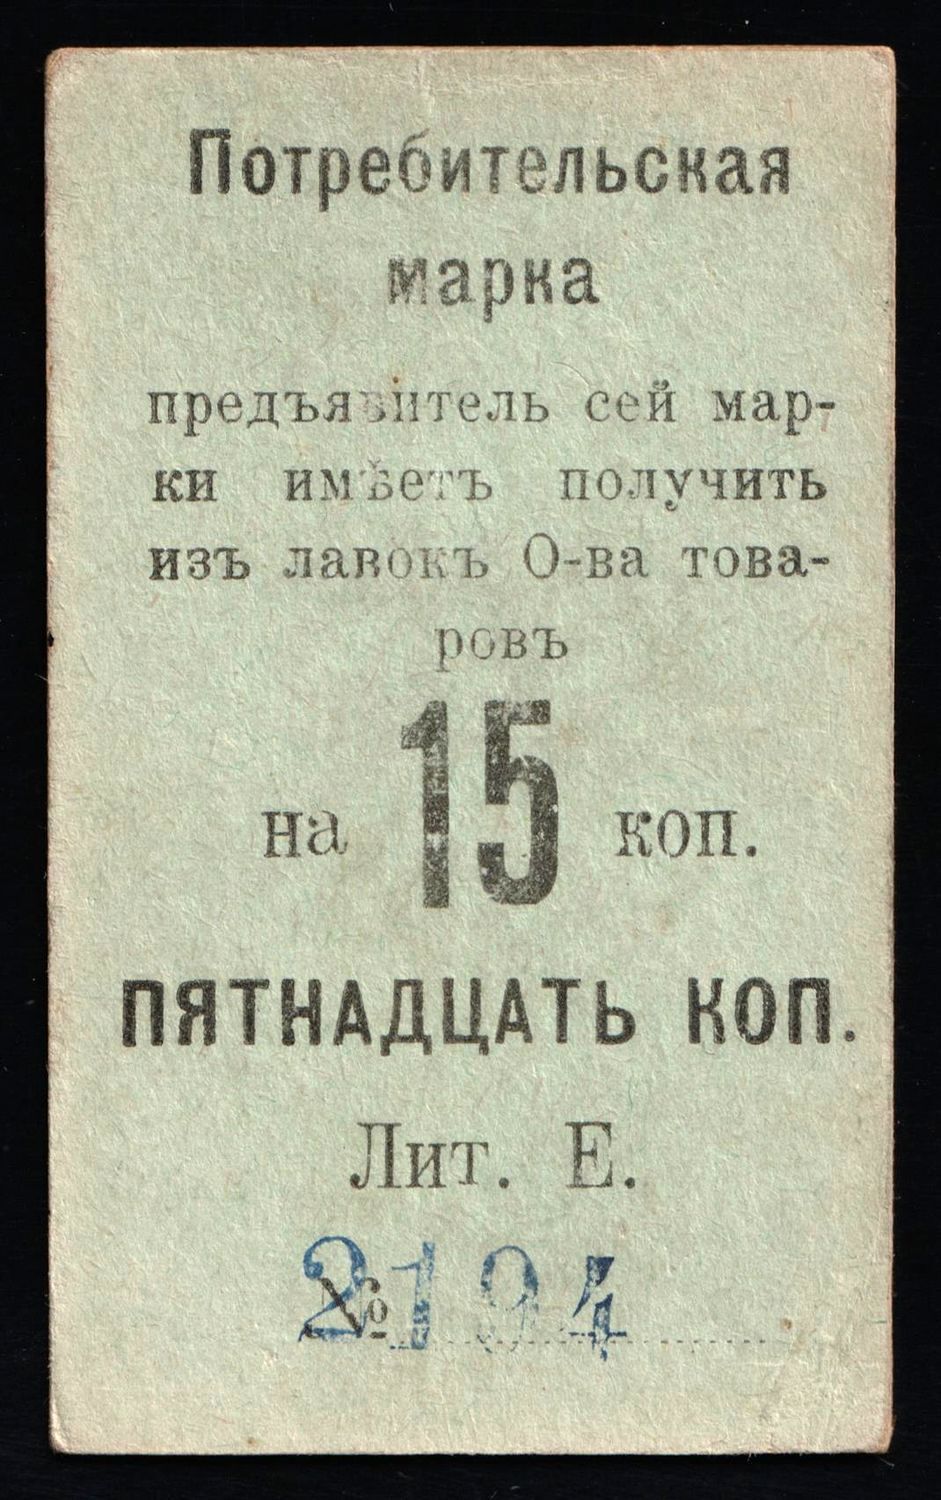 Потребительская
марка
предъявитель сей мар-
ки имѣетъ получить
изъ лавокъ О-ва това-
ровъ
на 15 коп.
ПЯТНАДЦАТЬ КОП.
Лит. Е.
№ 2194